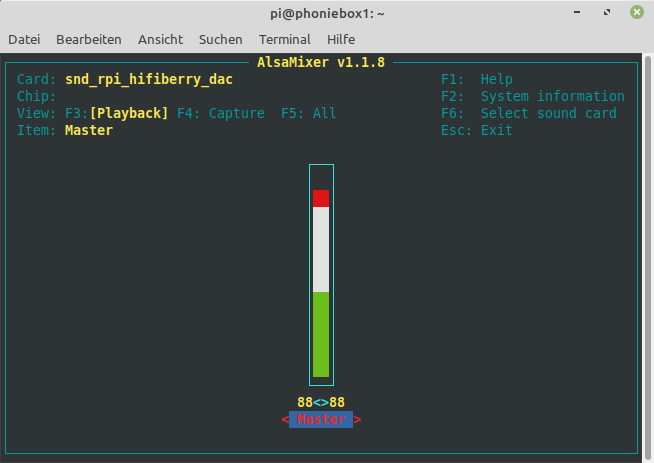 pi@phoniebox1: ~
Datei Bearbeiten Ansicht Suchen Terminal Hilfe
AlsaMixer v1.1.8
Card: snd_rpi_hifiberry_dac F1: Help
Chip: F2: System information
View: F3:[Playback] F4: Capture F5: All F6: Select sound card
Item: Master Esc: Exit
88<>88
< Master >